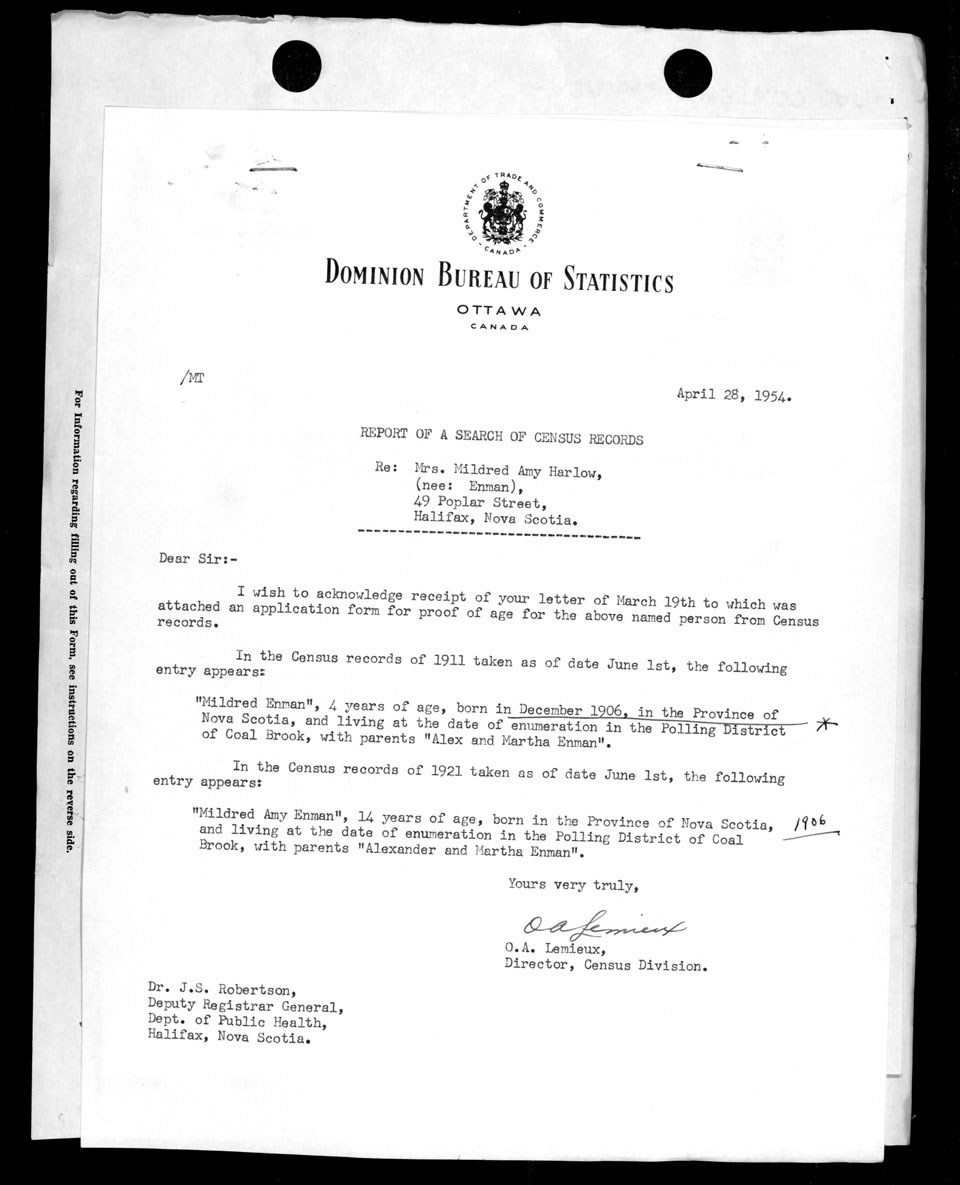 DEPARTMENT OF TRADE AND COMMERCE
- CANADA -
DOMINION BUREAU OF STATISTICS
OTTAWA
CANADA
/MT
April 28, 1954.
REPORT OF A SEARCH OF CENSUS RECORDS
Re: Mrs. Mildred Amy Harlow,
(nee: Enman),
49 Poplar Street,
Halifax, Nova Scotia.
-----------------------------------
Dear Sir:-
I wish to acknowledge receipt of your letter of March 19th to which was
attached an application form for proof of age for the above named person from Census
records.
In the Census records of 1911 taken as of date June 1st, the following
entry appears:
"Mildred Enman", 4 years of age, born in December 1906, in the Province of
Nova Scotia, and living at the date of enumeration in the Polling District *
of Coal Brook, with parents "Alex and Martha Enman".
In the Census records of 1921 taken as of date June 1st, the following
entry appears:
"Mildred Amy Enman", 14 years of age, born in the Province of Nova Scotia, 1906
and living at the date of enumeration in the Polling District of Coal
Brook, with parents "Alexander and Martha Enman".
Yours very truly,
O A Lemieux
O.A. Lemieux,
Director, Census Division.
Dr. J.S. Robertson,
Deputy Registrar General,
Dept. of Public Health,
Halifax, Nova Scotia.
For Information regarding filling out of this Form, see instructions on the reverse side.